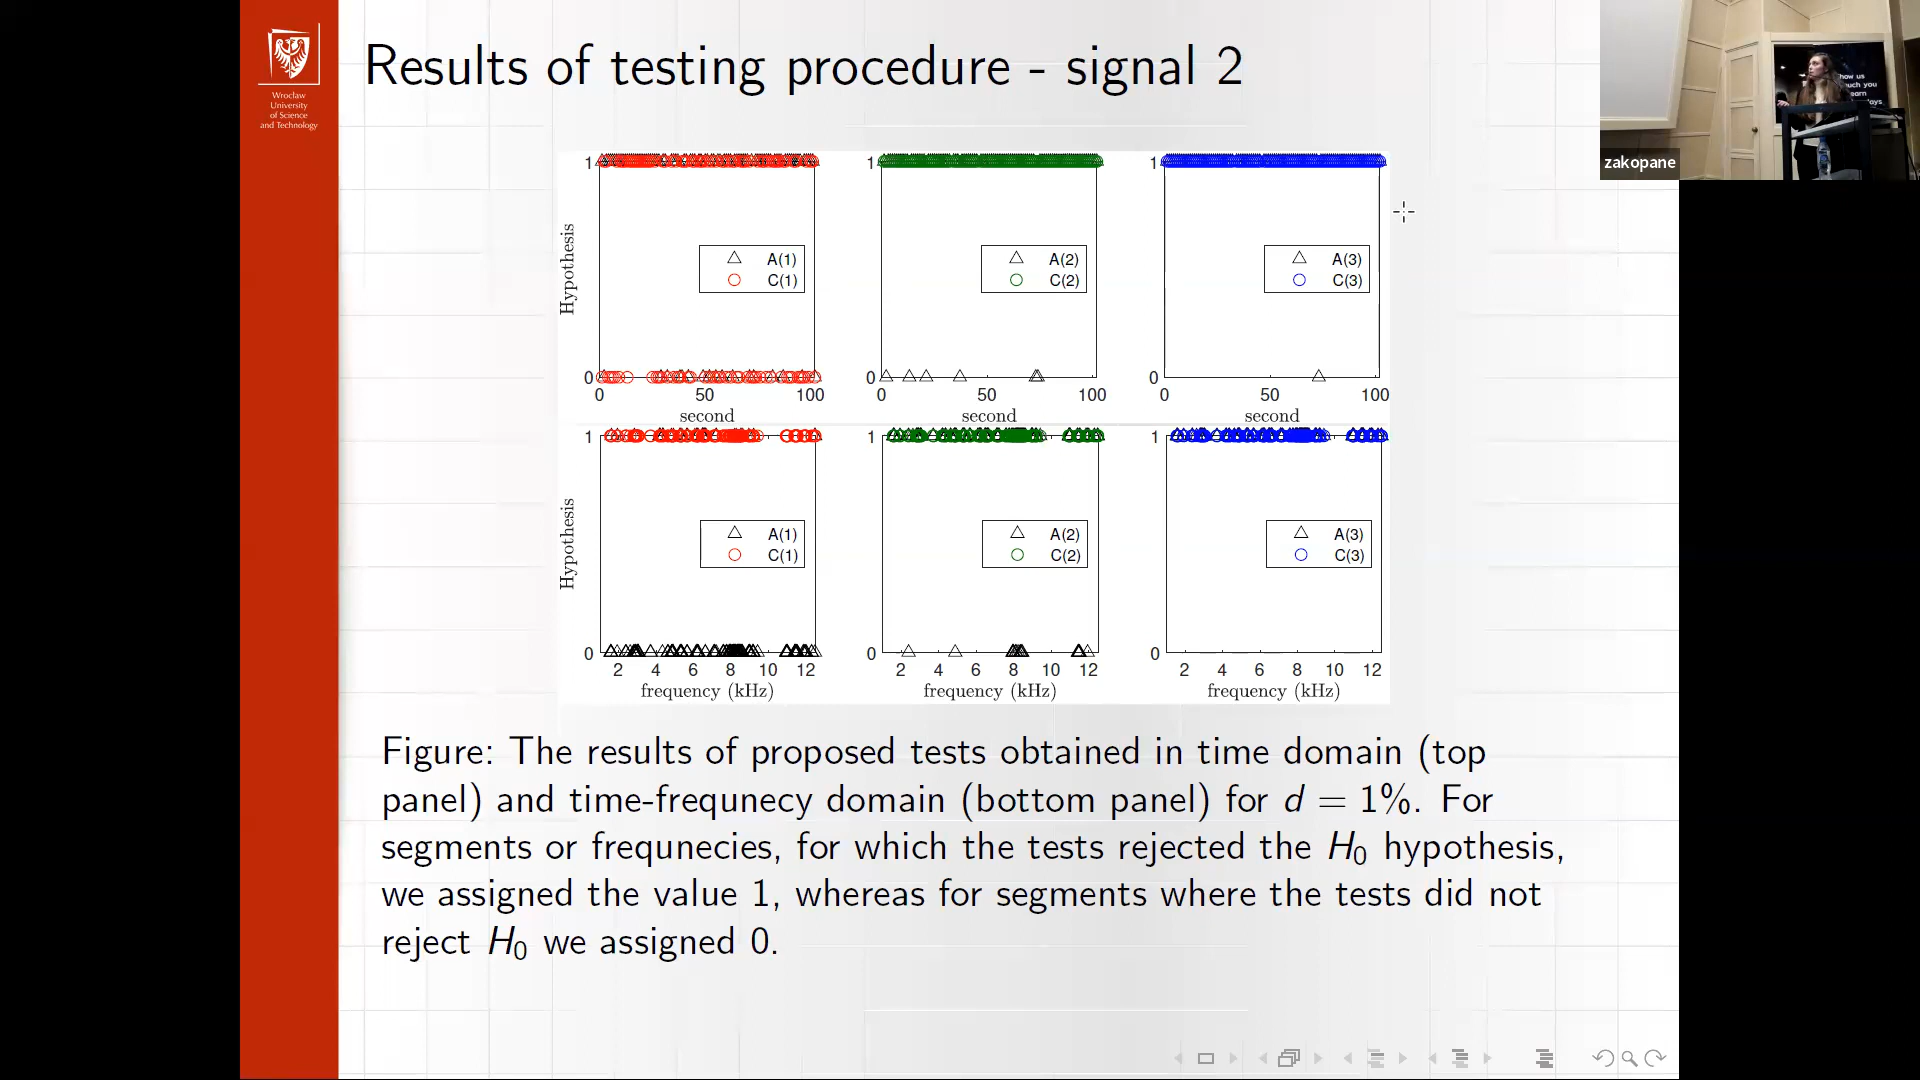 Results of testing procedure - signal 2
Wrocław
University
of Science
and Technology
how us
uch you
earn
lays
zakopane
1
0
Hypothesis
A(1)
C(1)
0 50 100
second
1
0
A(2)
C(2)
0 50 100
second
1
0
A(3)
C(3)
0 50 100
second
1
0
Hypothesis
A(1)
C(1)
2 4 6 8 10 12
frequency (kHz)
1
0
A(2)
C(2)
2 4 6 8 10 12
frequency (kHz)
1
0
A(3)
C(3)
2 4 6 8 10 12
frequency (kHz)
Figure: The results of proposed tests obtained in time domain (top
panel) and time-frequnecy domain (bottom panel) for d = 1%. For
segments or frequnecies, for which the tests rejected the H₀ hypothesis,
we assigned the value 1, whereas for segments where the tests did not
reject H₀ we assigned 0.